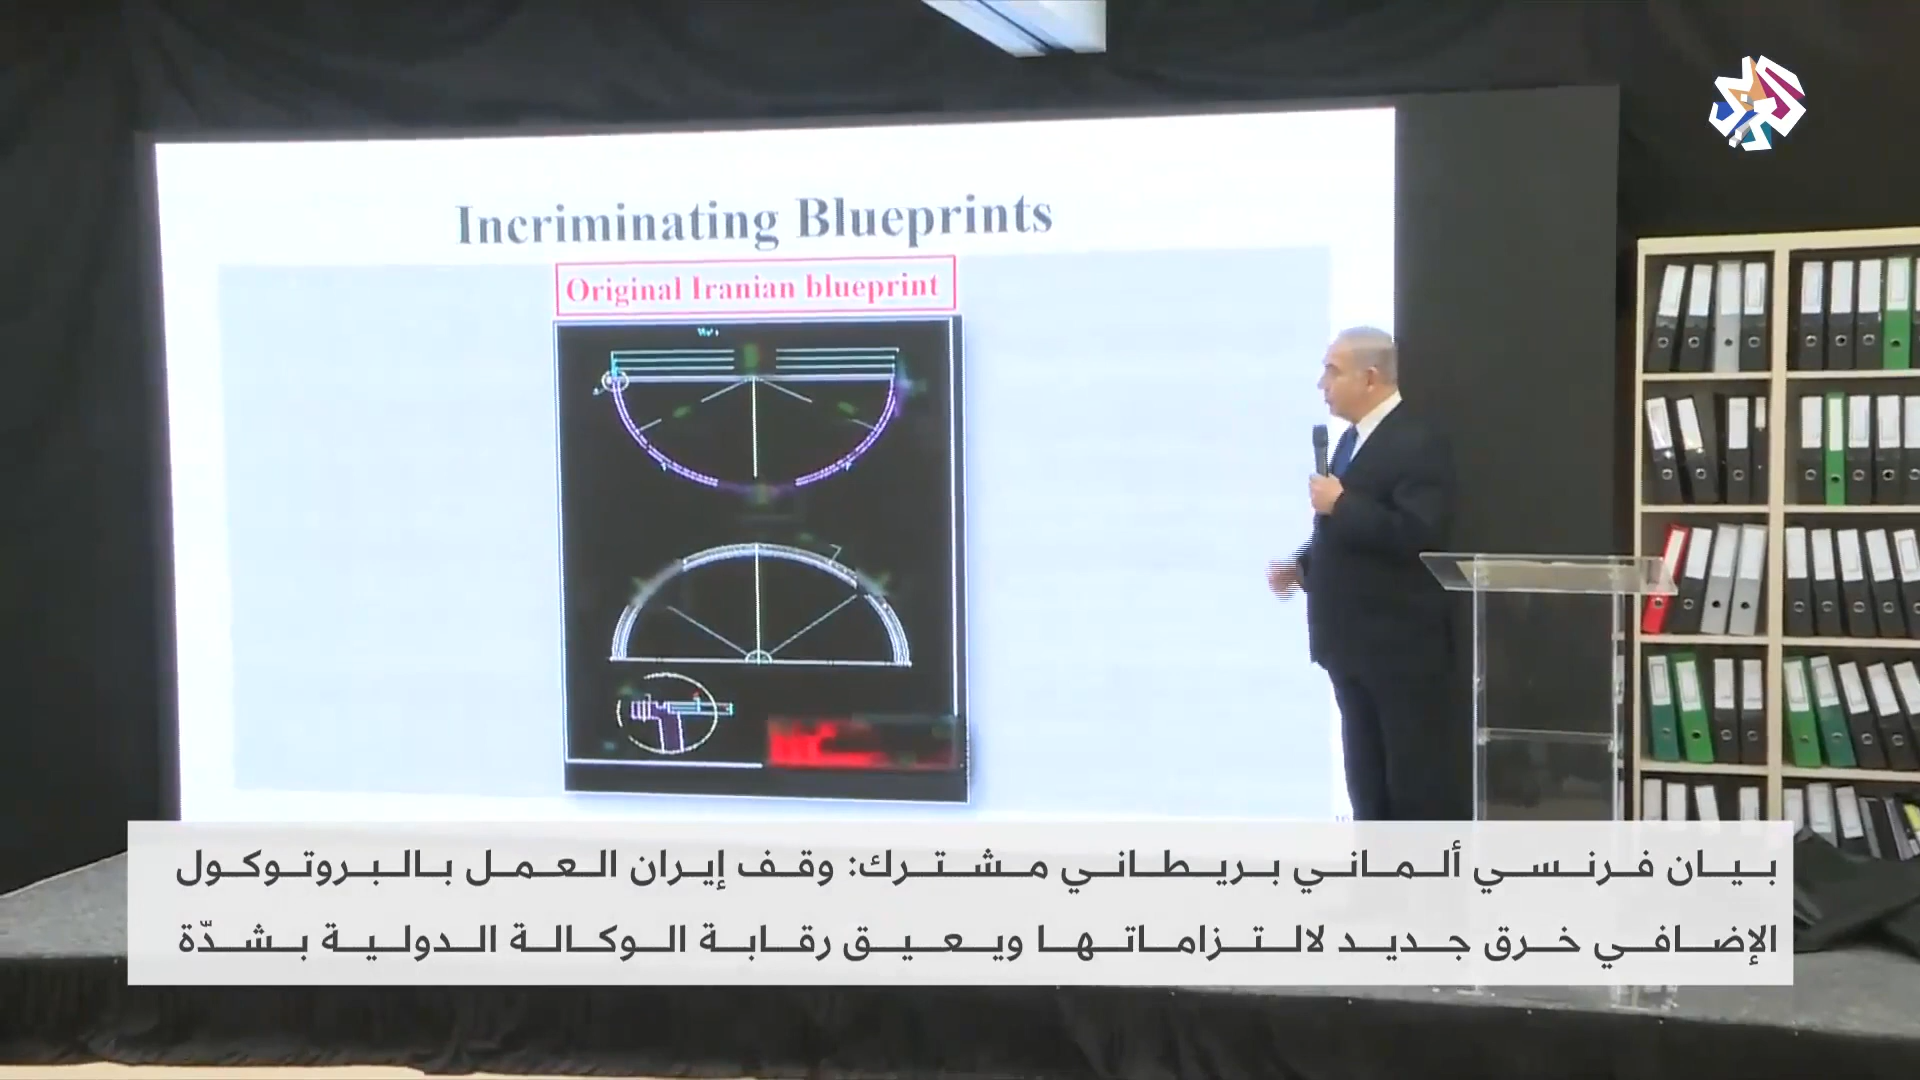 Incriminating Blueprints
Original Iranian blueprint
بيان فرنسي ألماني بريطاني مشترك: وقف إيران العمل بالبروتوكول
الإضافي خرق جديد لالتزاماتها ويعيق رقابة الوكالة الدولية بشدّة